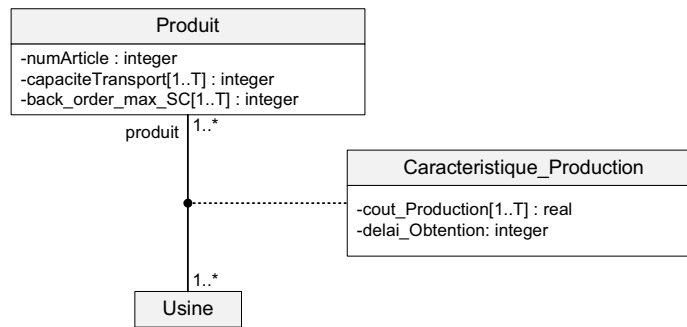 Produit
-numArticle : integer
-capaciteTransport[1..T] : integer
-back_order_max_SC[1..T] : integer
produit
1..*
Caracteristique_Production
-cout_Production[1..T] : real
-delai_Obtention: integer
1..*
Usine